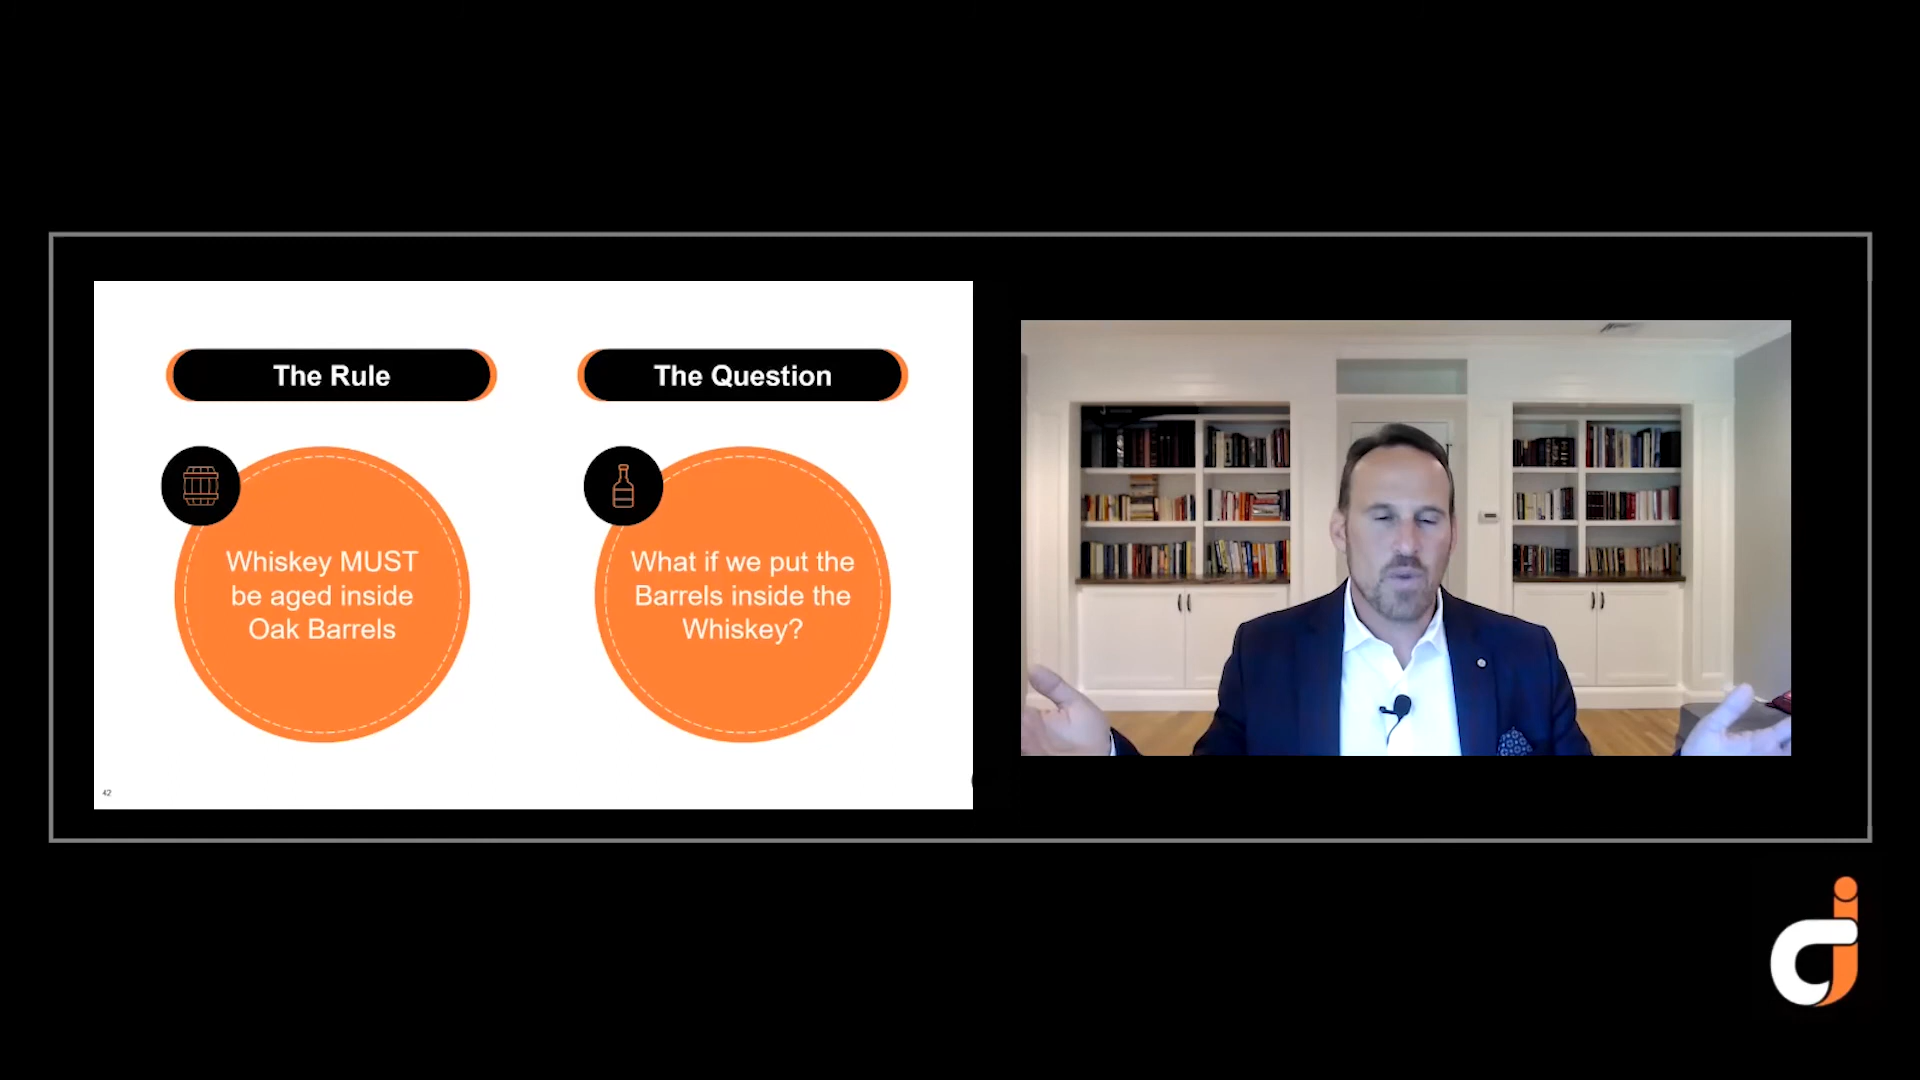 The Rule
Whiskey MUST
be aged inside
Oak Barrels
The Question
What if we put the
Barrels inside the
Whiskey?
42